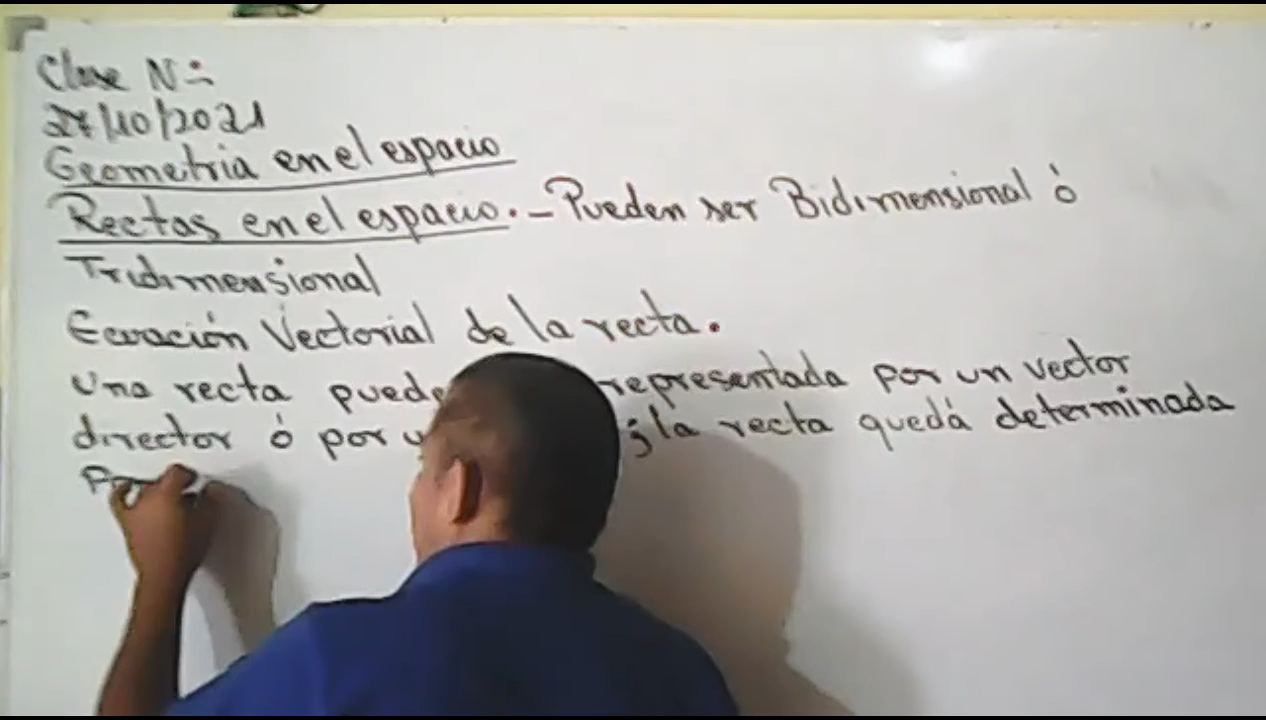 Clase N:
27/10/2021
Geometria en el espacio
Rectas en el espacio. - Pueden ser Bidimensional ó
Tridimensional
Ecuación Vectorial de la recta.
Una recta puede representada por un vector
director ó por ; la recta quedá determinada
Por